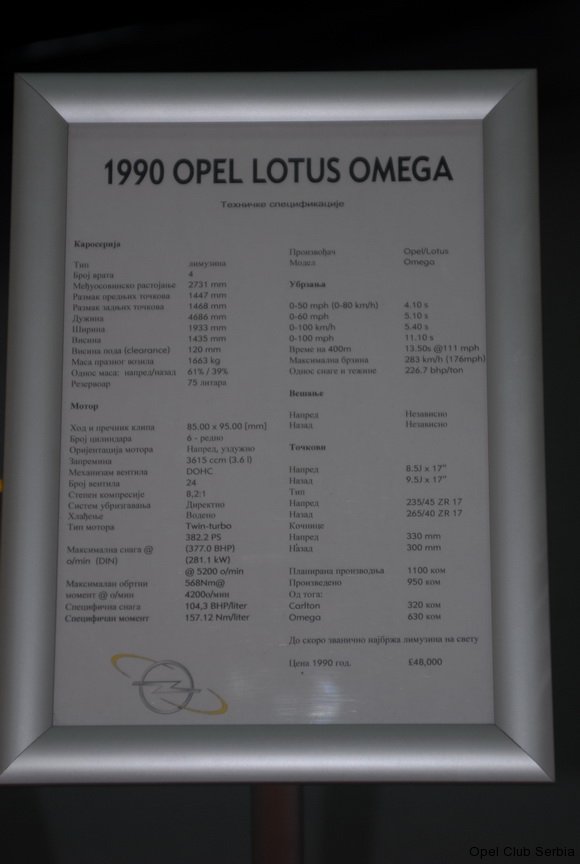 1990 OPEL LOTUS OMEGA
Техничке спецификације
Каросерија
Тип лимузина
Број врата 4
Међуосовинско растојање 2731 mm
Размак предњих точкова 1447 mm
Размак задњих точкова 1468 mm
Дужина 4686 mm
Ширина 1933 mm
Висина 1435 mm
Висина пода (clearance) 120 mm
Маса празног возила 1663 kg
Однос маса: напред/назад 61% / 39%
Резервоар 75 литара
Мотор
Ход и пречник клипа 85.00 x 95.00 [mm]
Број цилиндара 6 - редно
Оријентација мотора Напред, уздужно
Запремина 3615 ccm (3.6 l)
Механизам вентила DOHC
Број вентила 24
Степен компресије 8,2:1
Систем убризгавања Директно
Хлађење Водено
Тип мотора Twin-turbo
382.2 PS
Максимална снага @ (377.0 BHP)
o/min (DIN) (281.1 kW)
@ 5200 o/min
Максималан обртни 568Nm@
момент @ о/мин 4200о/мин
Специфична снага 104,3 BHP/liter
Специфичан момент 157.12 Nm/liter
Произвођач Opel/Lotus
Модел Omega
Убрзања
0-50 mph (0-80 km/h) 4.10 s
0-60 mph 5.10 s
0-100 km/h 5.40 s
0-100 mph 11.10 s
Време на 400m 13.50s @111 mph
Максимална брзина 283 km/h (176mph)
Однос снаге и тежине 226.7 bhp/ton
Вешање
Напред Независно
Назад Независно
Точкови
Напред 8.5J x 17"
Назад 9.5J x 17"
Тип
Напред 235/45 ZR 17
Назад 265/40 ZR 17
Кочнице
Напред 330 mm
Назад 300 mm
Планирана производња 1100 ком
Произведено 950 ком
Од тога:
Carlton 320 ком
Omega 630 ком
До скоро званично најбржа лимузина на свету
Цена 1990 год. £48,000
Opel Club Serbia